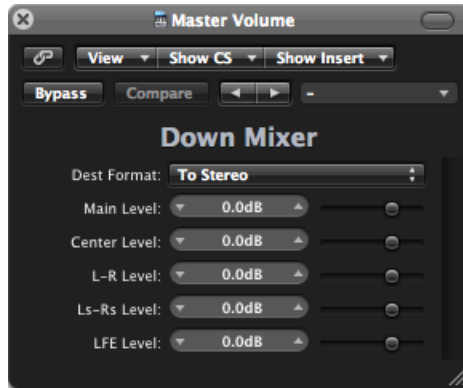 Master Volume
View Show CS Show Insert
Bypass Compare -
Down Mixer
Dest Format: To Stereo
Main Level: 0.0dB
Center Level: 0.0dB
L-R Level: 0.0dB
Ls-Rs Level: 0.0dB
LFE Level: 0.0dB